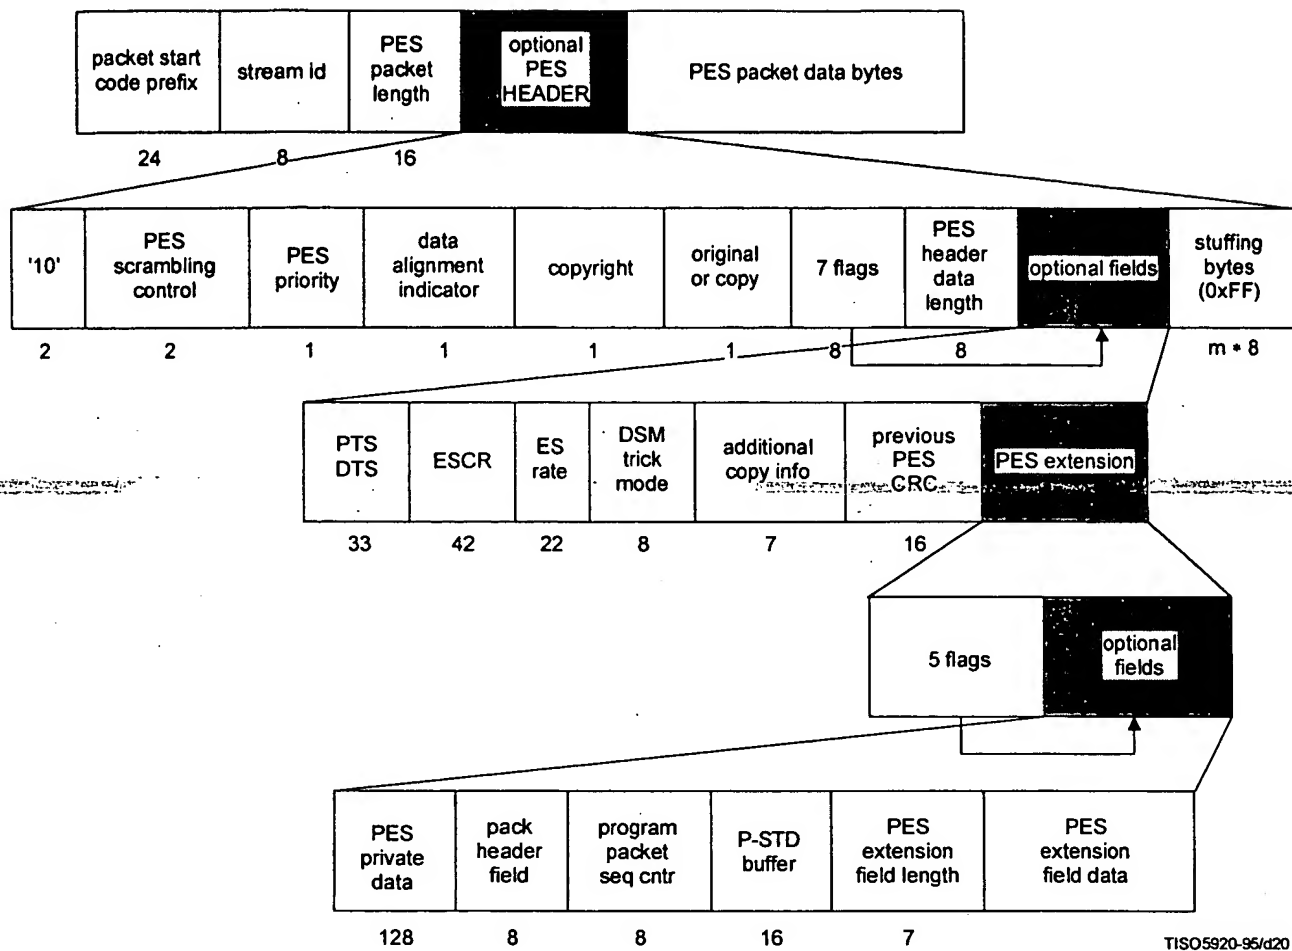 packet start
code prefix
stream id
PES
packet
length
optional
PES
HEADER
PES packet data bytes
24
8
16
'10'
PES
scrambling
control
PES
priority
data
alignment
indicator
copyright
original
or copy
7 flags
PES
header
data
length
optional fields
stuffing
bytes
(0xFF)
2
2
1
1
1
1
8
8
m * 8
PTS
DTS
ESCR
ES
rate
DSM
trick
mode
additional
copy info
previous
PES
CRC
PES extension
33
42
22
8
7
16
5 flags
optional
fields
PES
private
data
pack
header
field
program
packet
seq cntr
P-STD
buffer
PES
extension
field length
PES
extension
field data
128
8
8
16
7
TISO5920-95/d20